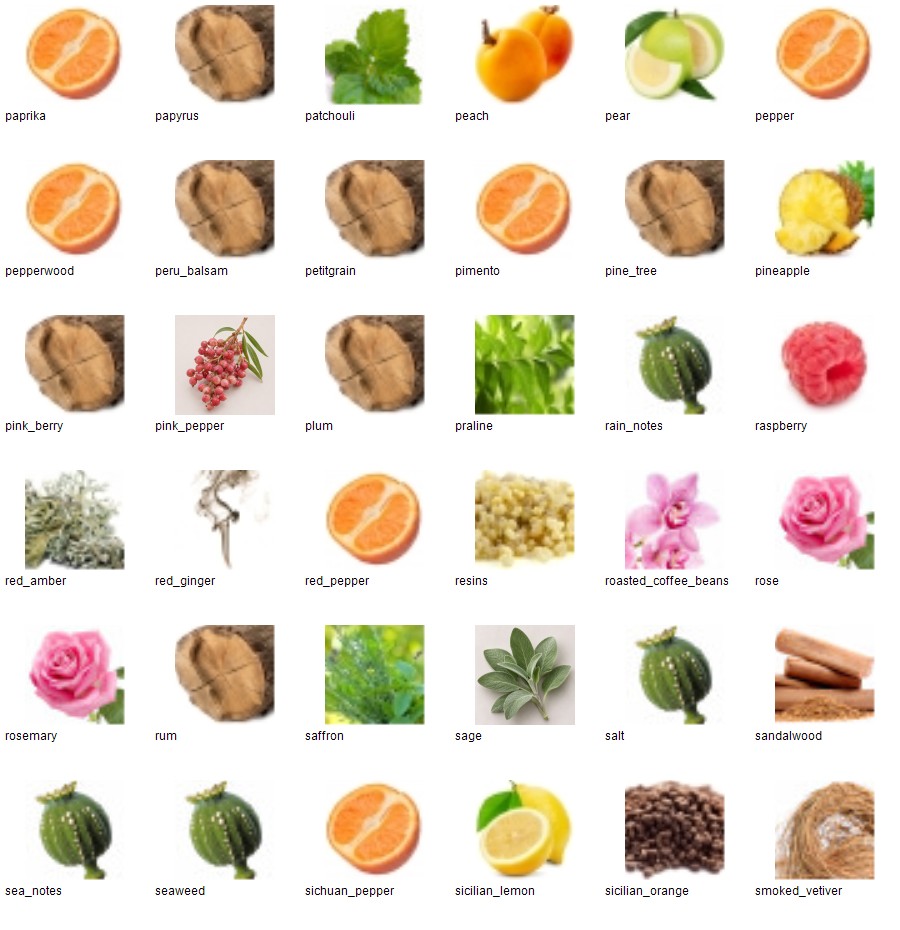 paprika papyrus patchouli peach pear pepper
pepperwood peru_balsam petitgrain pimento pine_tree pineapple
pink_berry pink_pepper plum praline rain_notes raspberry
red_amber red_ginger red_pepper resins roasted_coffee_beans rose
rosemary rum saffron sage salt sandalwood
sea_notes seaweed sichuan_pepper sicilian_lemon sicilian_orange smoked_vetiver